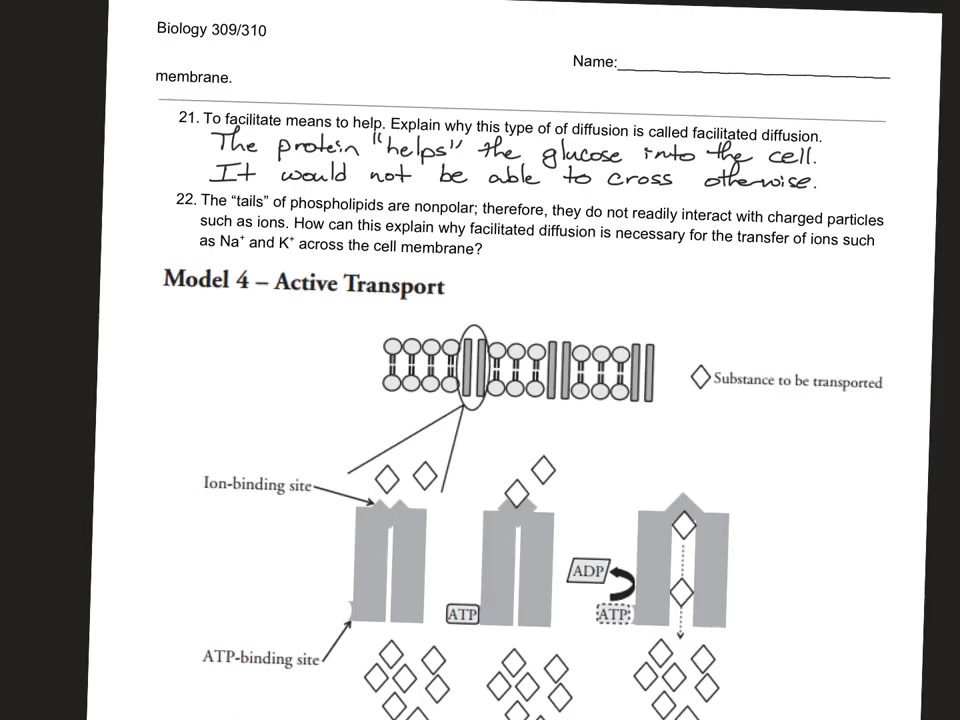 Biology 309/310
Name:
membrane.
21. To facilitate means to help. Explain why this type of of diffusion is called facilitated diffusion.
The protein "helps" the glucose into the cell.
It would not be able to cross otherwise.
22. The “tails” of phospholipids are nonpolar; therefore, they do not readily interact with charged particles
such as ions. How can this explain why facilitated diffusion is necessary for the transfer of ions such
as Na⁺ and K⁺ across the cell membrane?
Model 4 – Active Transport
Substance to be transported
Ion-binding site
ADP
ATP
ATP
ATP-binding site